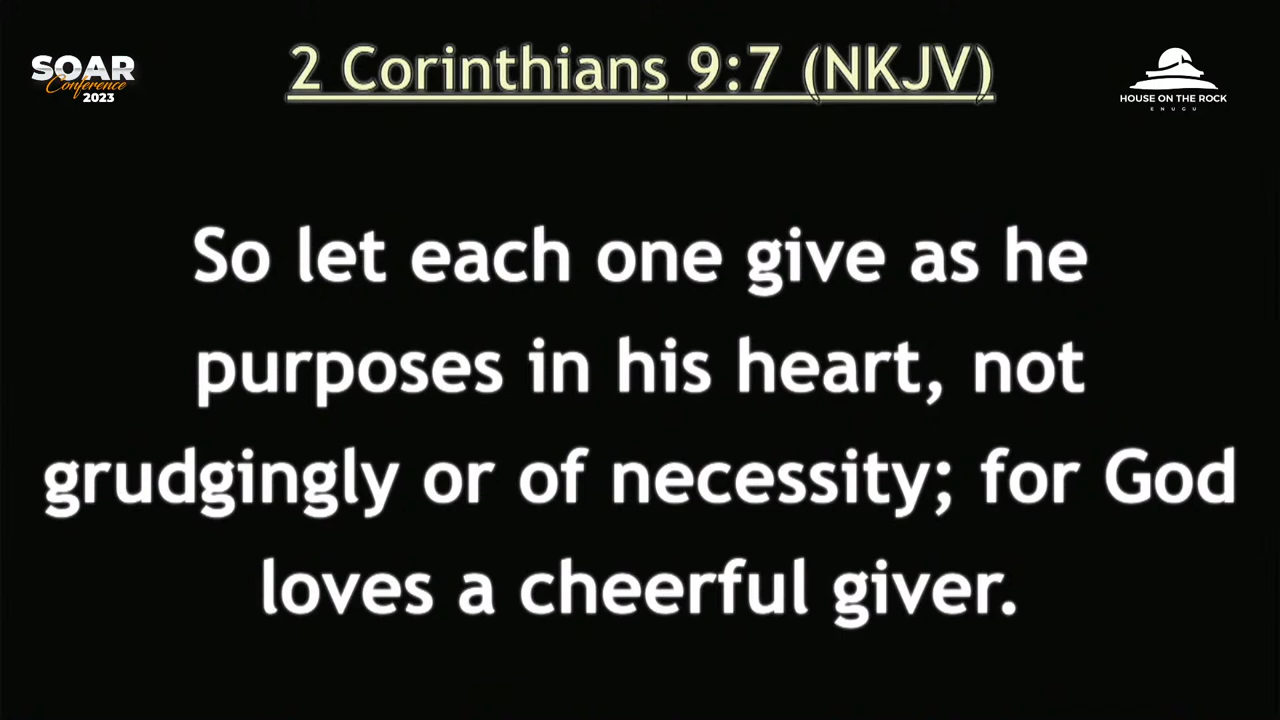 SOAR
Conference
2023
2 Corinthians 9:7 (NKJV)
HOUSE ON THE ROCK
ENUGU
So let each one give as he
purposes in his heart, not
grudgingly or of necessity; for God
loves a cheerful giver.